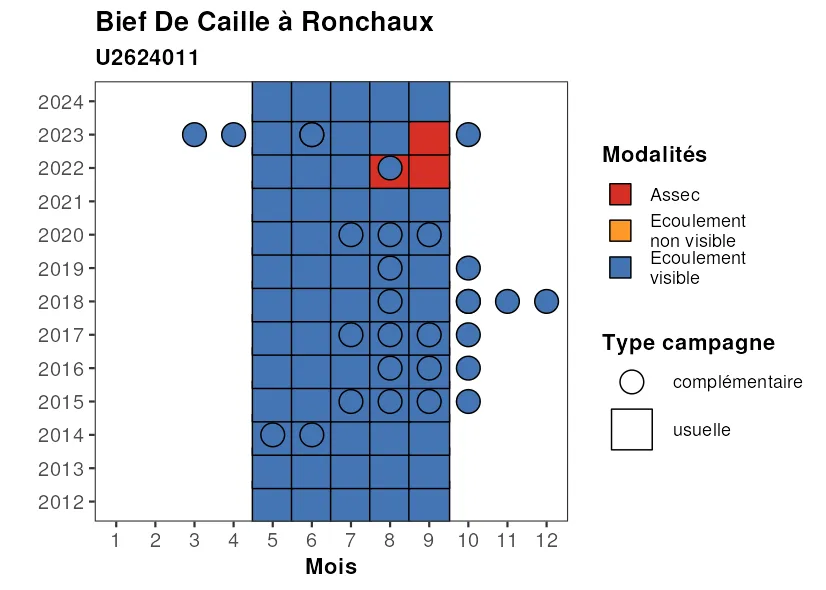 Bief De Caille à Ronchaux
U2624011
2024
2023
2022
2021
2020
2019
2018
2017
2016
2015
2014
2013
2012
1 2 3 4 5 6 7 8 9 10 11 12
Mois
Modalités
Assec
Ecoulement
non visible
Ecoulement
visible
Type campagne
complémentaire
usuelle